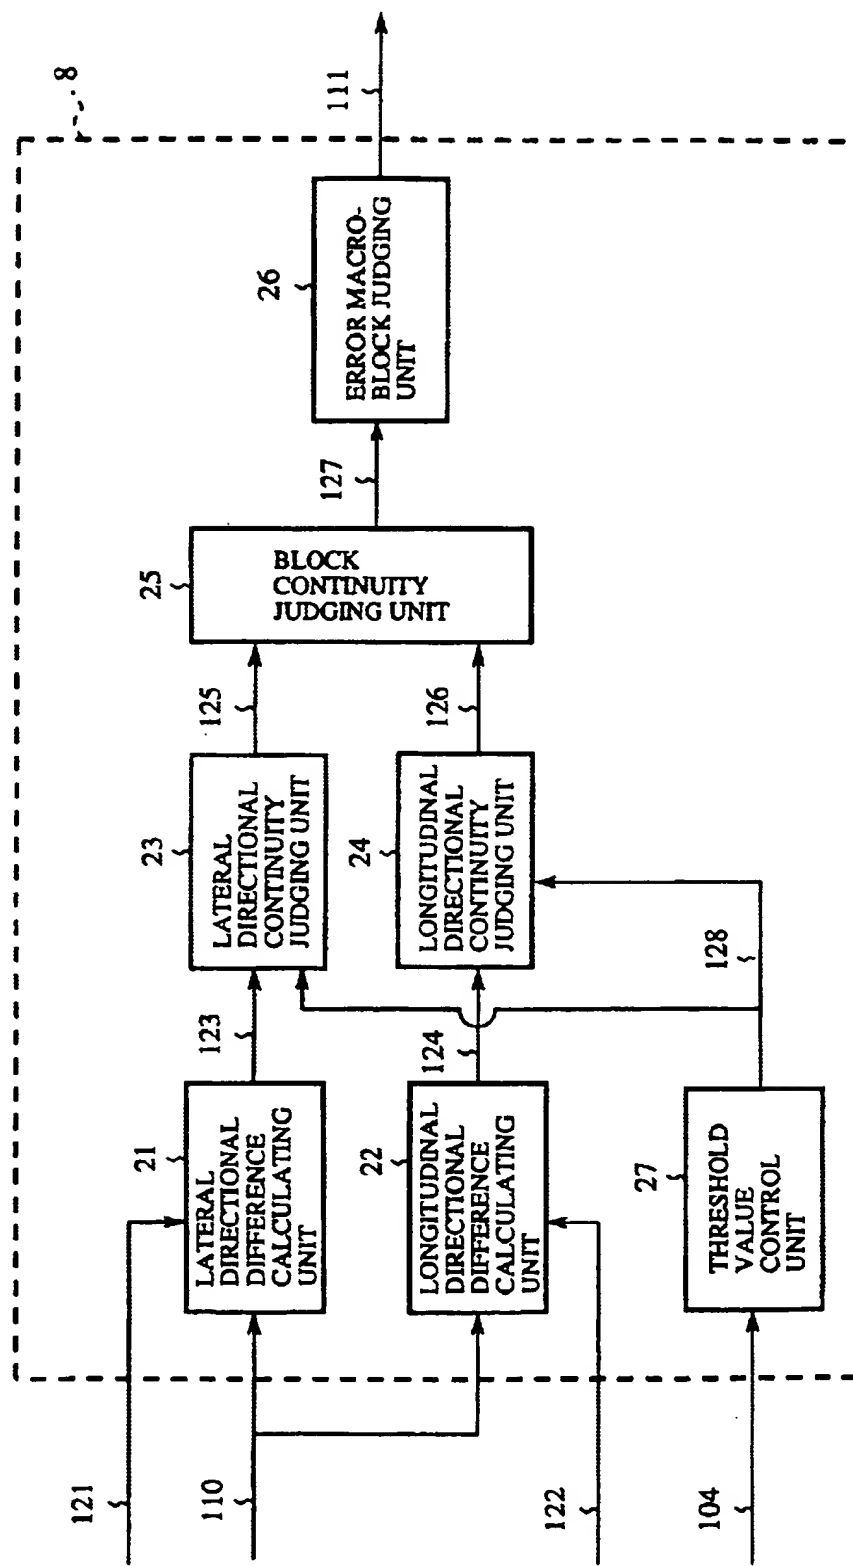 121
110
122
104
21
LATERAL
DIRECTIONAL
DIFFERENCE
CALCULATING
UNIT
22
LONGITUDINAL
DIRECTIONAL
DIFFERENCE
CALCULATING
UNIT
27
THRESHOLD
VALUE
CONTROL
UNIT
123
124
128
23
LATERAL
DIRECTIONAL
CONTINUITY
JUDGING UNIT
24
LONGITUDINAL
DIRECTIONAL
CONTINUITY
JUDGING UNIT
125
126
25
BLOCK
CONTINUITY
JUDGING UNIT
127
26
ERROR MACRO-
BLOCK JUDGING
UNIT
8
111